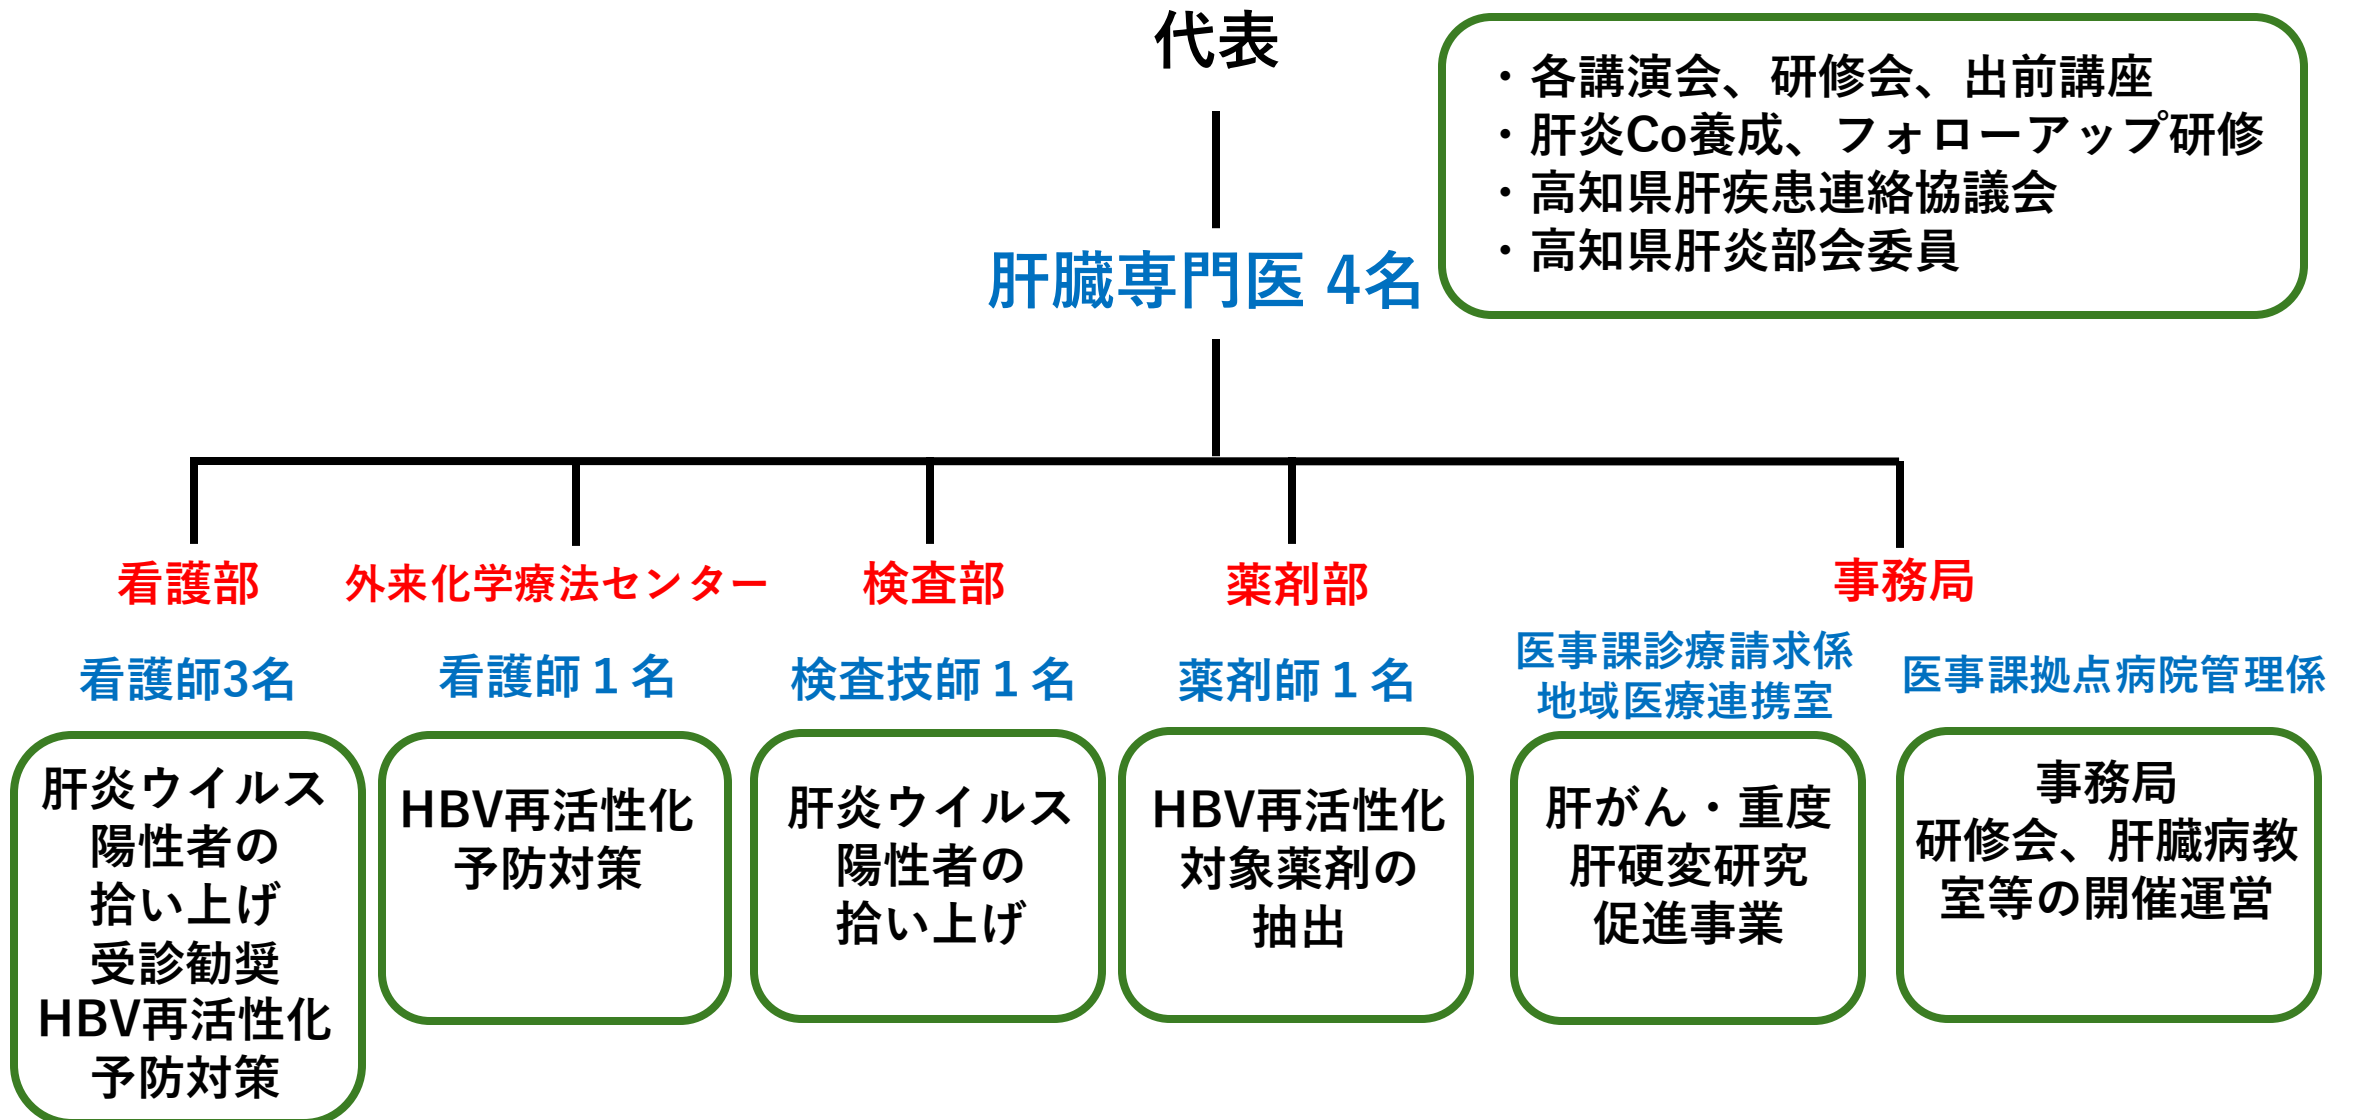 代表
・各講演会、研修会、出前講座
・肝炎Co養成、フォローアップ研修
・高知県肝疾患連絡協議会
・高知県肝炎部会委員
肝臓専門医 4名
看護部
外来化学療法センター
検査部
薬剤部
事務局
看護師3名
看護師1名
検査技師1名
薬剤師1名
医事課診療請求係
地域医療連携室
医事課拠点病院管理係
肝炎ウイルス
陽性者の
拾い上げ
受診勧奨
HBV再活性化
予防対策
HBV再活性化
予防対策
肝炎ウイルス
陽性者の
拾い上げ
HBV再活性化
対象薬剤の
抽出
肝がん・重度
肝硬変研究
促進事業
事務局
研修会、肝臓病教
室等の開催運営